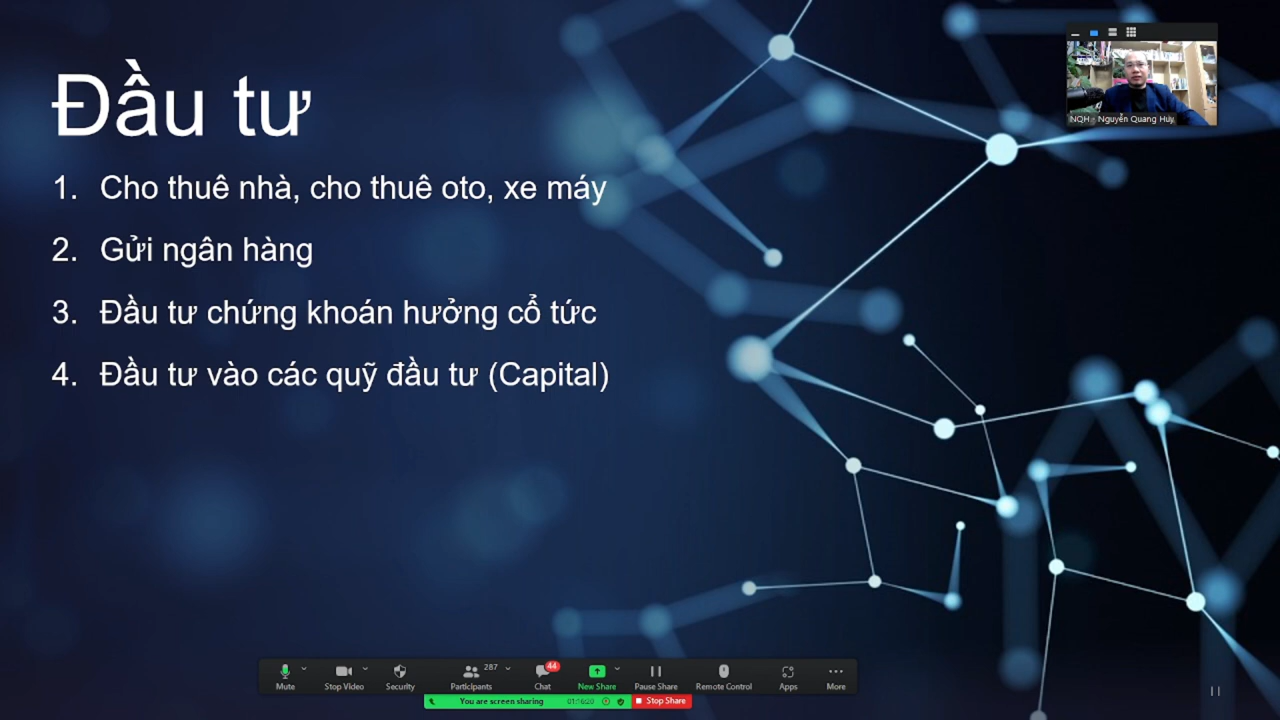 Đầu tư
1. Cho thuê nhà, cho thuê oto, xe máy
2. Gửi ngân hàng
3. Đầu tư chứng khoán hưởng cổ tức
4. Đầu tư vào các quỹ đầu tư (Capital)
NQH - Nguyễn Quang Huy
287
44
Mute Stop Video Security Participants Chat New Share Pause Share Remote Control Apps More
You are screen sharing 01:16:20 Stop Share